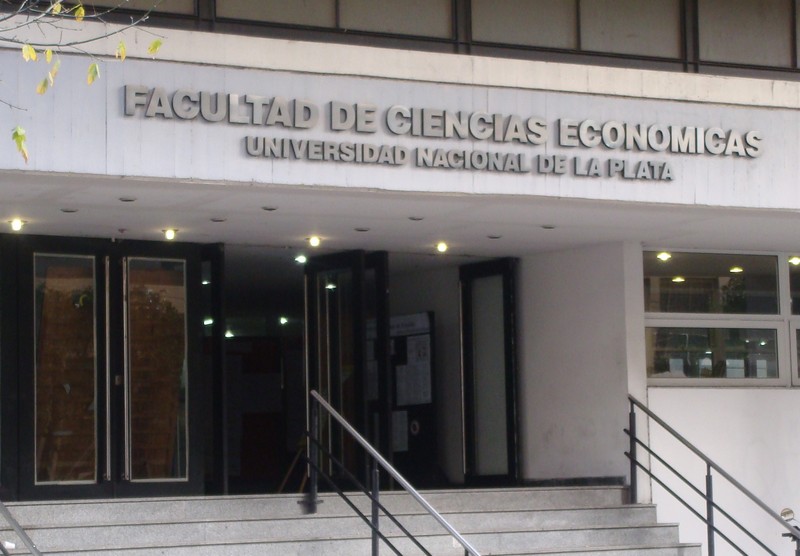 FACULTAD DE CIENCIAS ECONOMICAS
UNIVERSIDAD NACIONAL DE LA PLATA